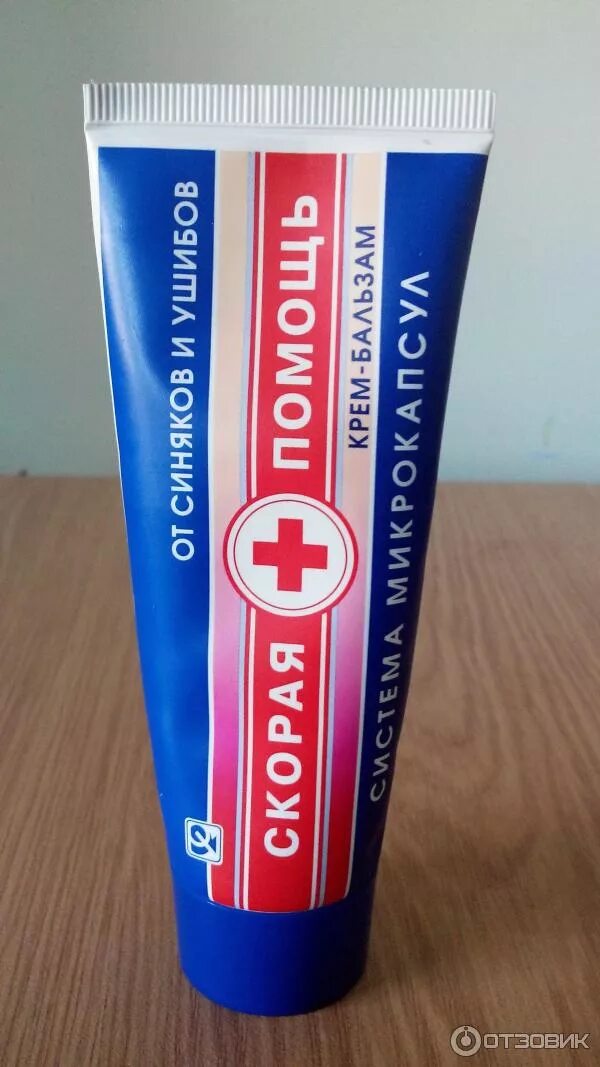 ОТ СИНЯКОВ И УШИБОВ
СКОРАЯ ПОМОЩЬ
КРЕМ-БАЛЬЗАМ
СИСТЕМА МИКРОКАПСУЛ
ОТЗОВИК